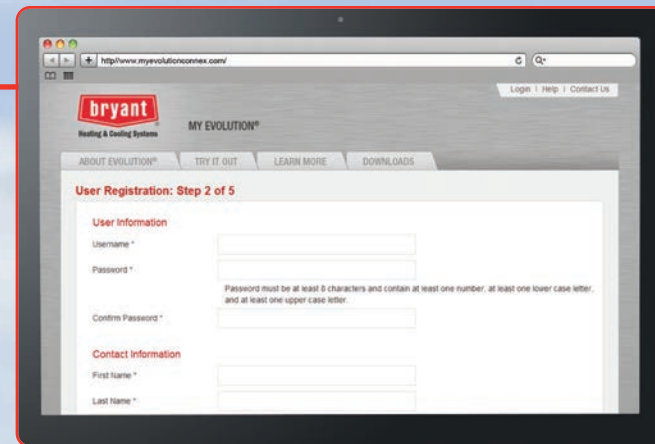 http//www.myevolutionconnex.com/
Login | Help | Contact Us
bryant
Heating & Cooling Systems
MY EVOLUTION®
ABOUT EVOLUTION® TRY IT OUT LEARN MORE DOWNLOADS
User Registration: Step 2 of 5
User Information
Username *
Password *
Password must be at least 8 characters and contain at least one number, at least one lower case letter,
and at least one upper case letter.
Confirm Password *
Contact Information
First Name *
Last Name *